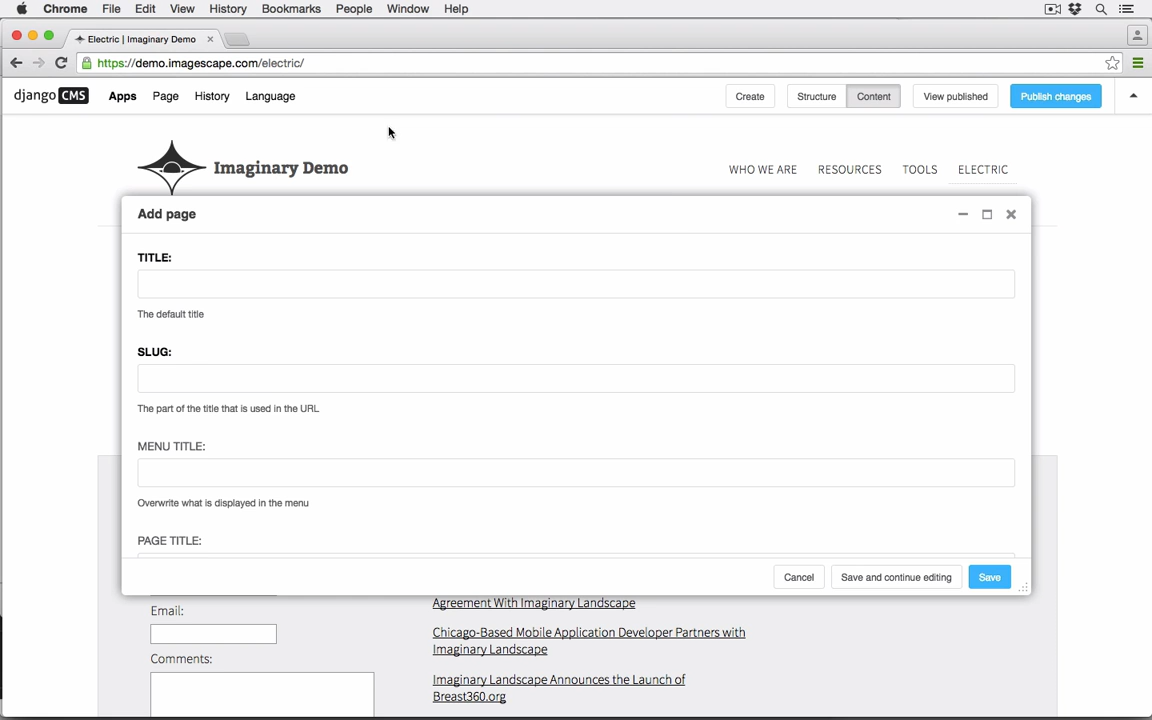 Chrome File Edit View History Bookmarks People Window Help
Electric | Imaginary Demo
https://demo.imagescape.com/electric/
django CMS Apps Page History Language Create Structure Content View published Publish changes
Imaginary Demo WHO WE ARE RESOURCES TOOLS ELECTRIC
Add page
TITLE:
The default title
SLUG:
The part of the title that is used in the URL
MENU TITLE:
Overwrite what is displayed in the menu
PAGE TITLE:
Cancel Save and continue editing Save
Agreement With Imaginary Landscape
Email:
Chicago-Based Mobile Application Developer Partners with
Imaginary Landscape
Comments:
Imaginary Landscape Announces the Launch of
Breast360.org